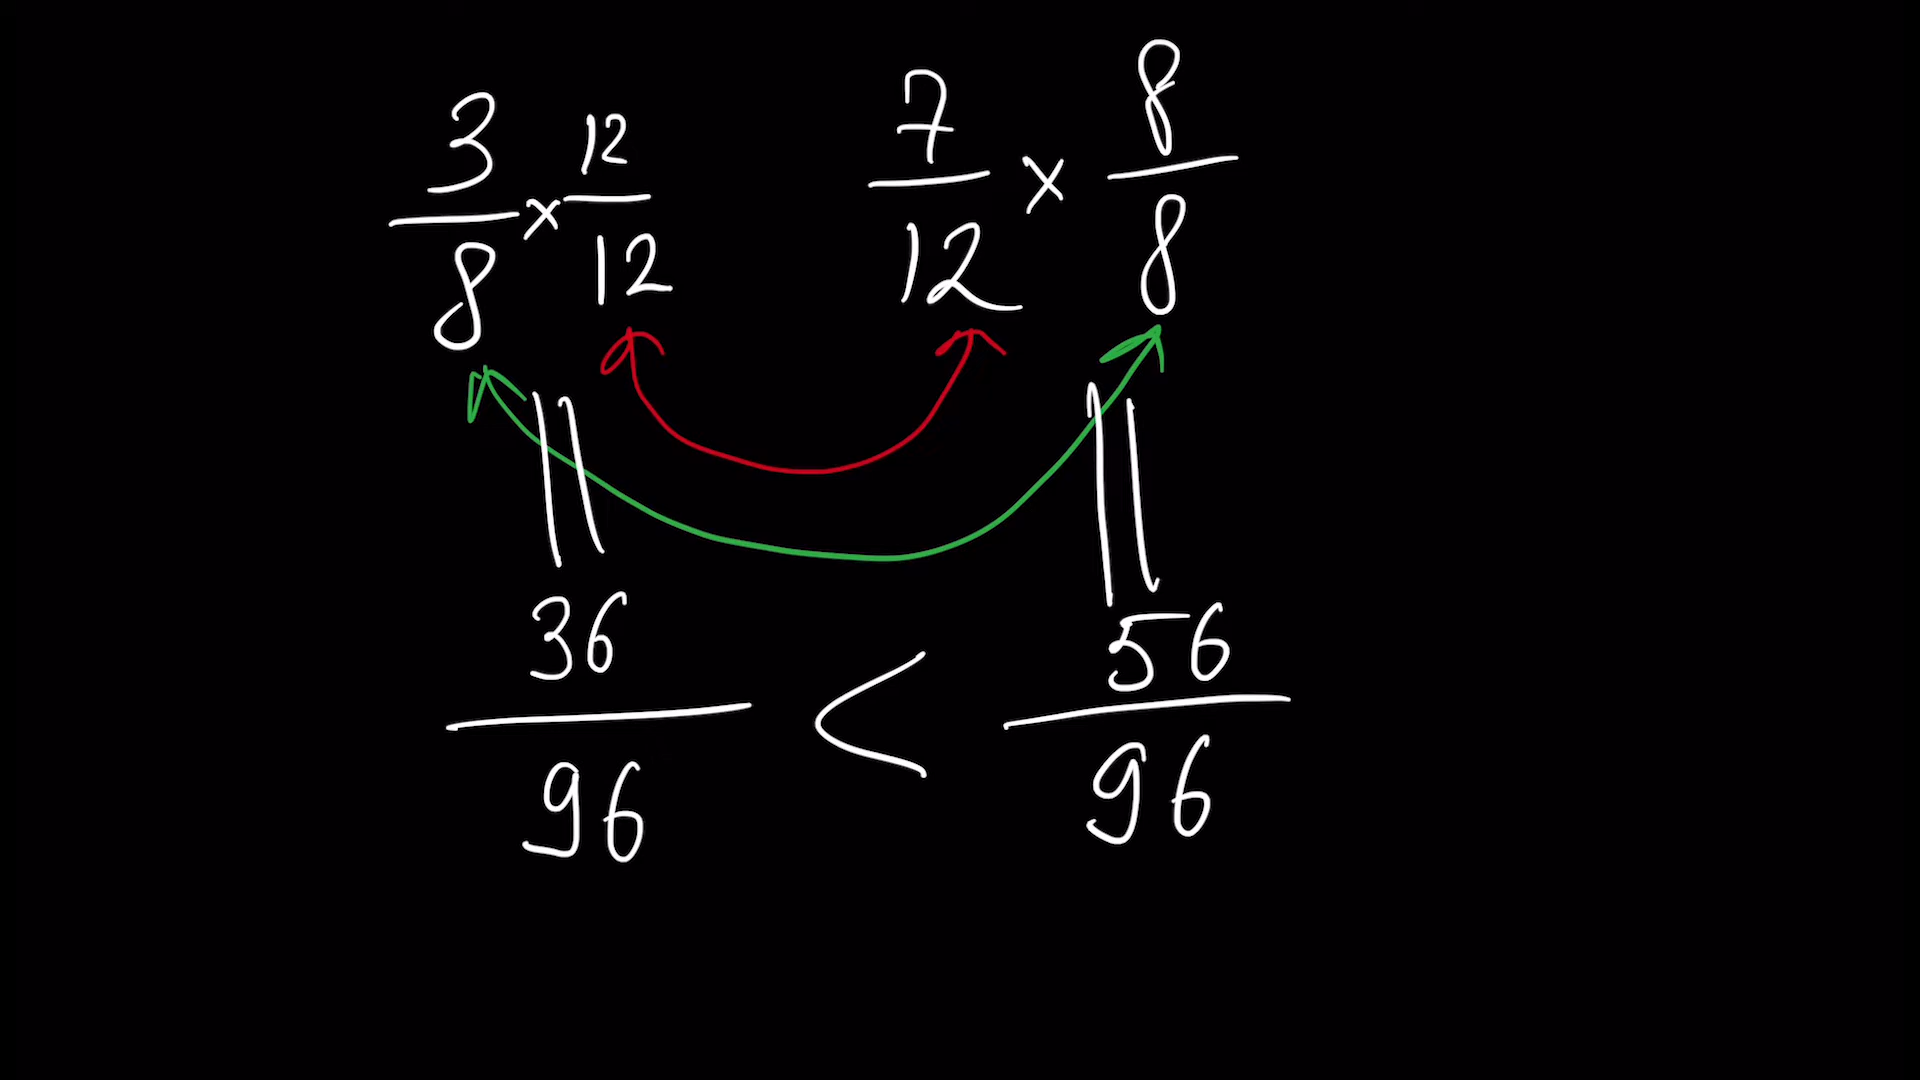 3/8 × 12/12    7/12 × 8/8
|| ||
36/96 < 56/96